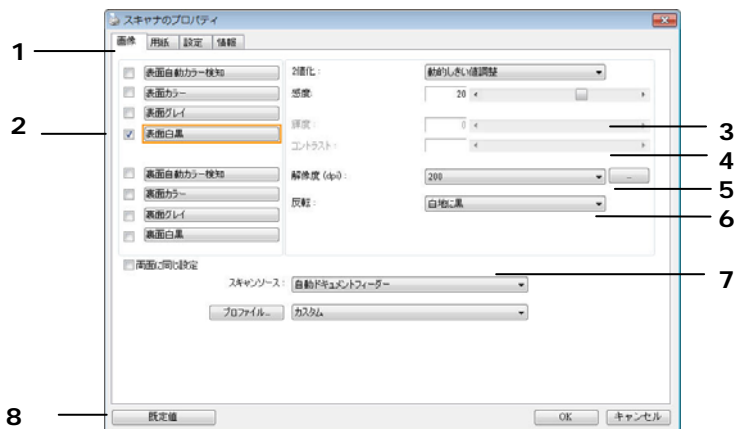 スキャナのプロパティ
画像 用紙 設定 情報
1
表面自動カラー検知
2値化：
動的しきい値調整
表面カラー
感度:
20
表面グレイ
輝度：
0
3
2
表面白黒
コントラスト：
4
裏面自動カラー検知
解像度 (dpi)：
200
5
裏面カラー
反転：
白地に黒
6
裏面グレイ
裏面白黒
両面に同じ設定
7
スキャンソース：
自動ドキュメントフィーダー
プロファイル...
カスタム
8
既定値
OK
キャンセル